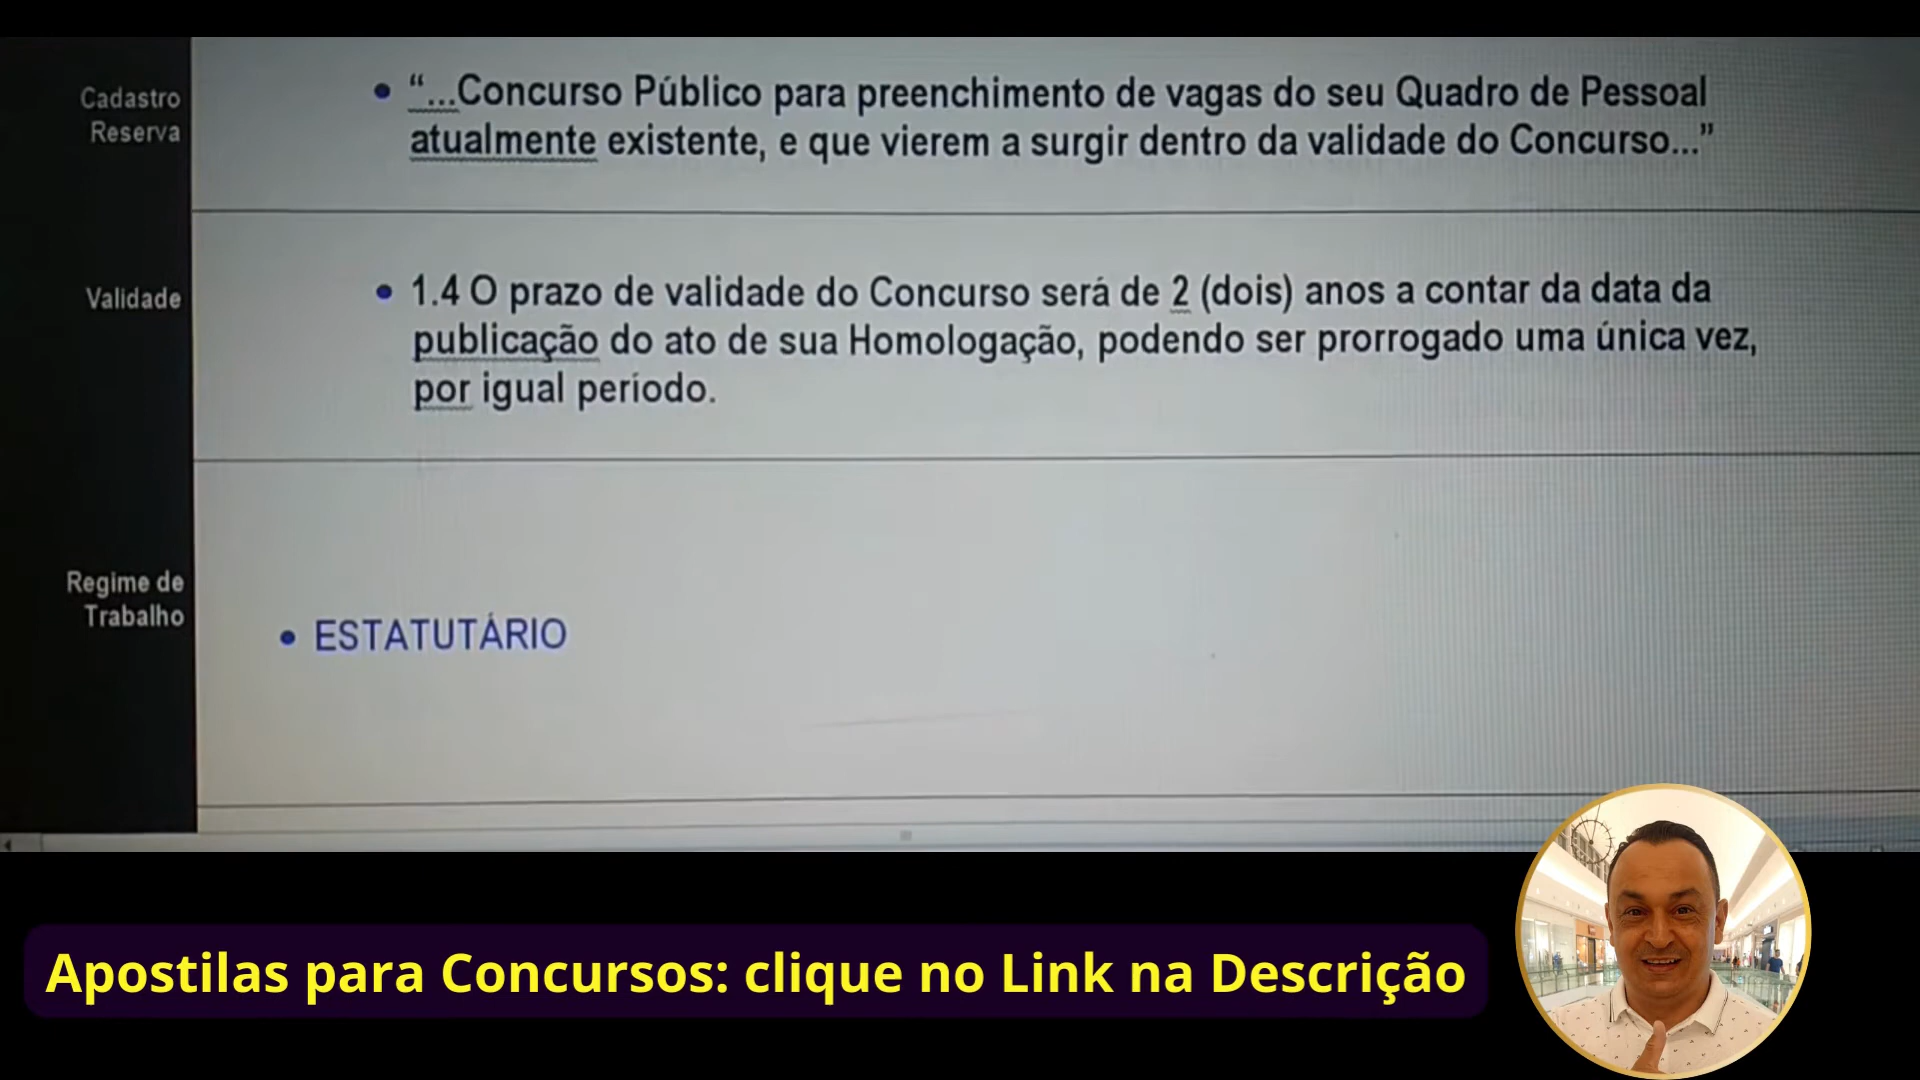 Cadastro
Reserva
• “...Concurso Público para preenchimento de vagas do seu Quadro de Pessoal
atualmente existente, e que vierem a surgir dentro da validade do Concurso...”
Validade
• 1.4 O prazo de validade do Concurso será de 2 (dois) anos a contar da data da
publicação do ato de sua Homologação, podendo ser prorrogado uma única vez,
por igual período.
Regime de
Trabalho
• ESTATUTÁRIO
Apostilas para Concursos: clique no Link na Descrição